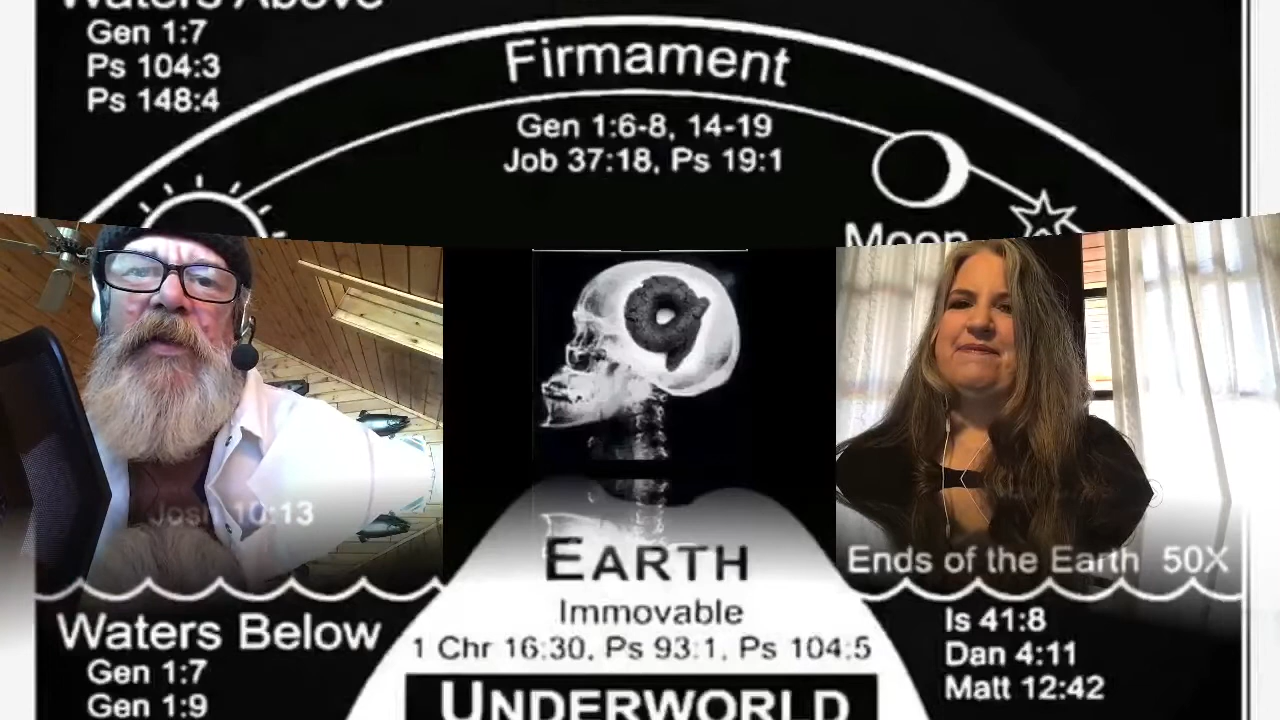 Waters Above
Gen 1:7
Ps 104:3
Ps 148:4
Firmament
Gen 1:6-8, 14-19
Job 37:18, Ps 19:1
Moon
Josh 10:13
EARTH
Immovable
1 Chr 16:30, Ps 93:1, Ps 104:5
UNDERWORLD
Waters Below
Gen 1:7
Gen 1:9
Ends of the Earth 50X
Is 41:8
Dan 4:11
Matt 12:42